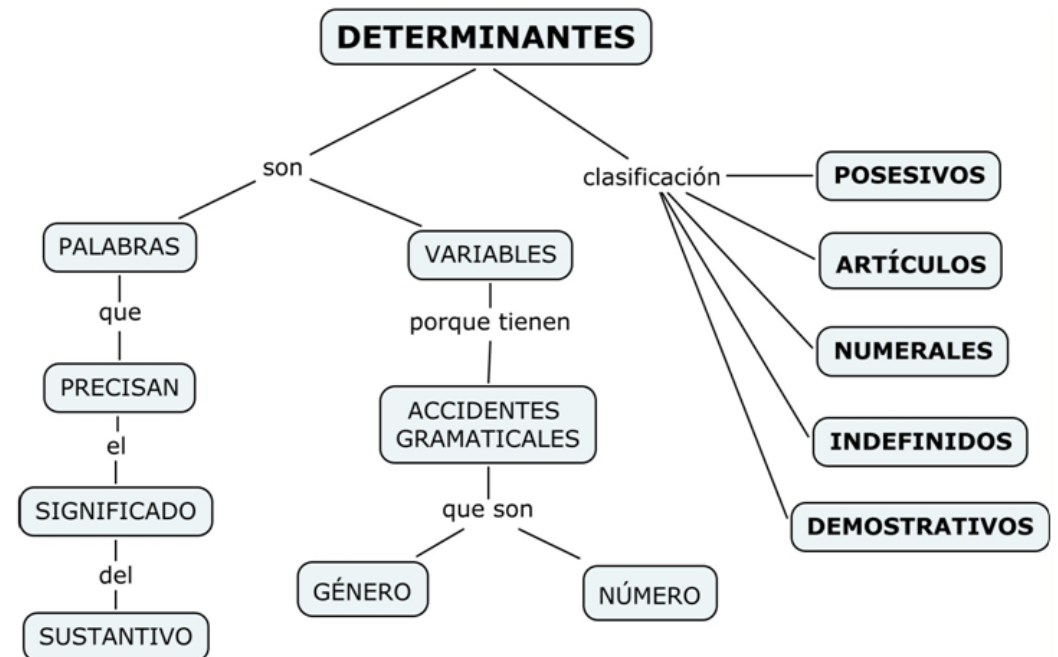 DETERMINANTES
son
PALABRAS
que
PRECISAN
el
SIGNIFICADO
del
SUSTANTIVO
VARIABLES
porque tienen
ACCIDENTES
GRAMATICALES
que son
GÉNERO
NÚMERO
clasificación
POSESIVOS
ARTÍCULOS
NUMERALES
INDEFINIDOS
DEMOSTRATIVOS